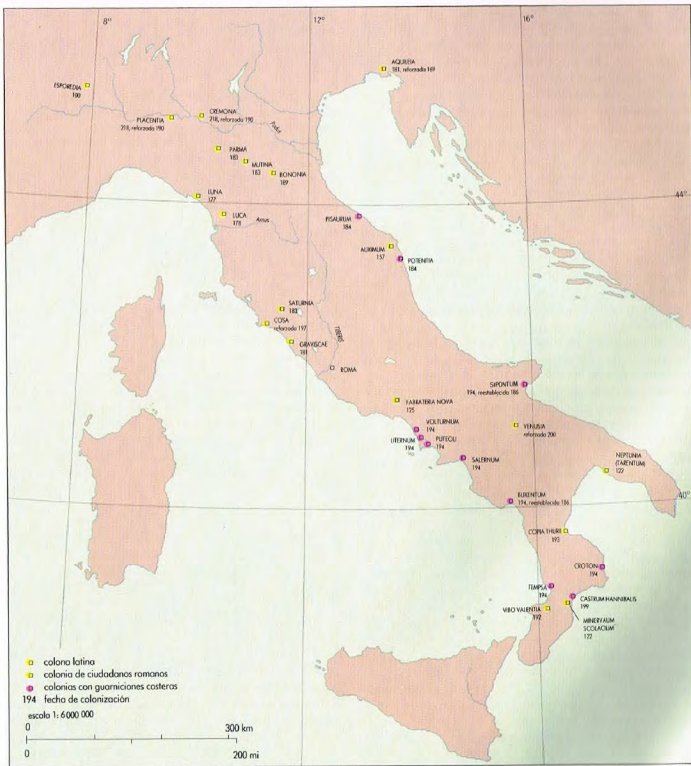 8°
12°
16°
AQUILEIA
181, reforzada 169
EPOREDIA
100
CREMONA
218, reforzada 190
PLACENTIA
218, reforzada 190
Padus
PARMA
183
MUTINA
183
BONONIA
189
LUNA
177
44°
LUCA
178
Arnus
PISAURUM
184
AUXIMUM
157
POTENTIA
184
SATURNIA
183
COSA
reforzada 197
GRAVISCAE
181
TIBERIS
ROMA
SIPONTUM
194, reestablecida 186
FABRATERIA NOVA
125
VENUSIA
reforzada 200
VOLTURNUM
194
LITERNUM
194
PUTEOLI
194
SALERNUM
194
NEPTUNIA
(TARENTUM)
122
BUXENTUM
194, reestablecida 186
40°
COPIA THURII
193
CROTON
194
TEMPSA
194
CASTRUM HANNIBALIS
199
VIBO VALENTIA
192
MINERVIUM
SCOLACIUM
122
colonia latina
colonia de ciudadanos romanos
colonias con guarniciones costeras
194 fecha de colonización
escala 1: 6 000 000
0 300 km
0 200 mi